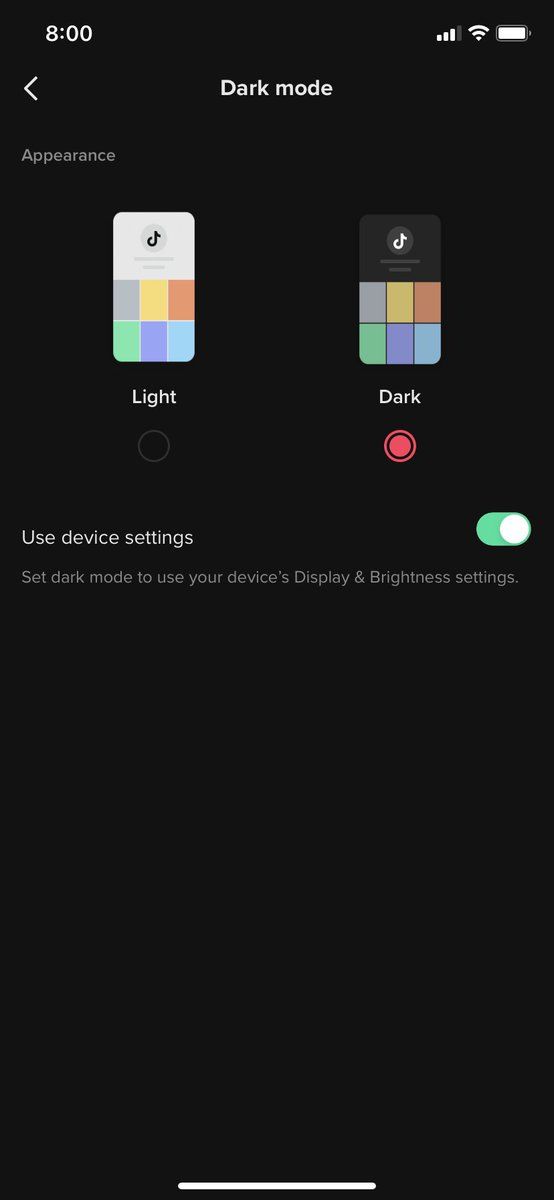 8:00
Dark mode
Appearance
Light
Dark
Use device settings
Set dark mode to use your device’s Display & Brightness settings.